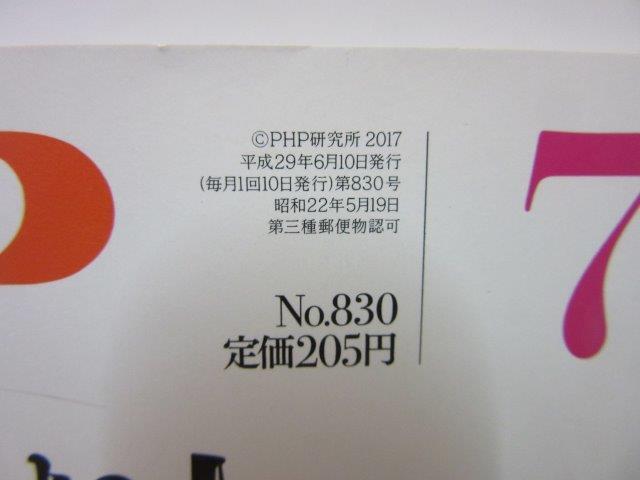 ©PHP研究所 2017
平成29年6月10日発行
(毎月1回10日発行)第830号
昭和22年5月19日
第三種郵便物認可
No.830
定価205円
7